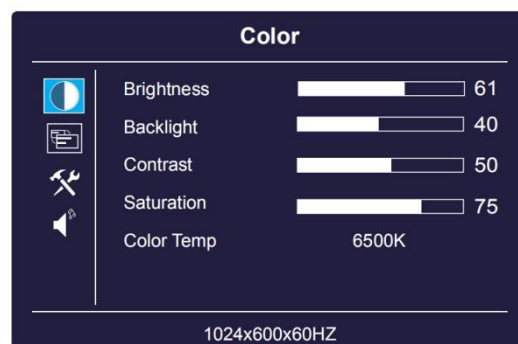 Color
Brightness 61
Backlight 40
Contrast 50
Saturation 75
Color Temp 6500K
1024x600x60HZ